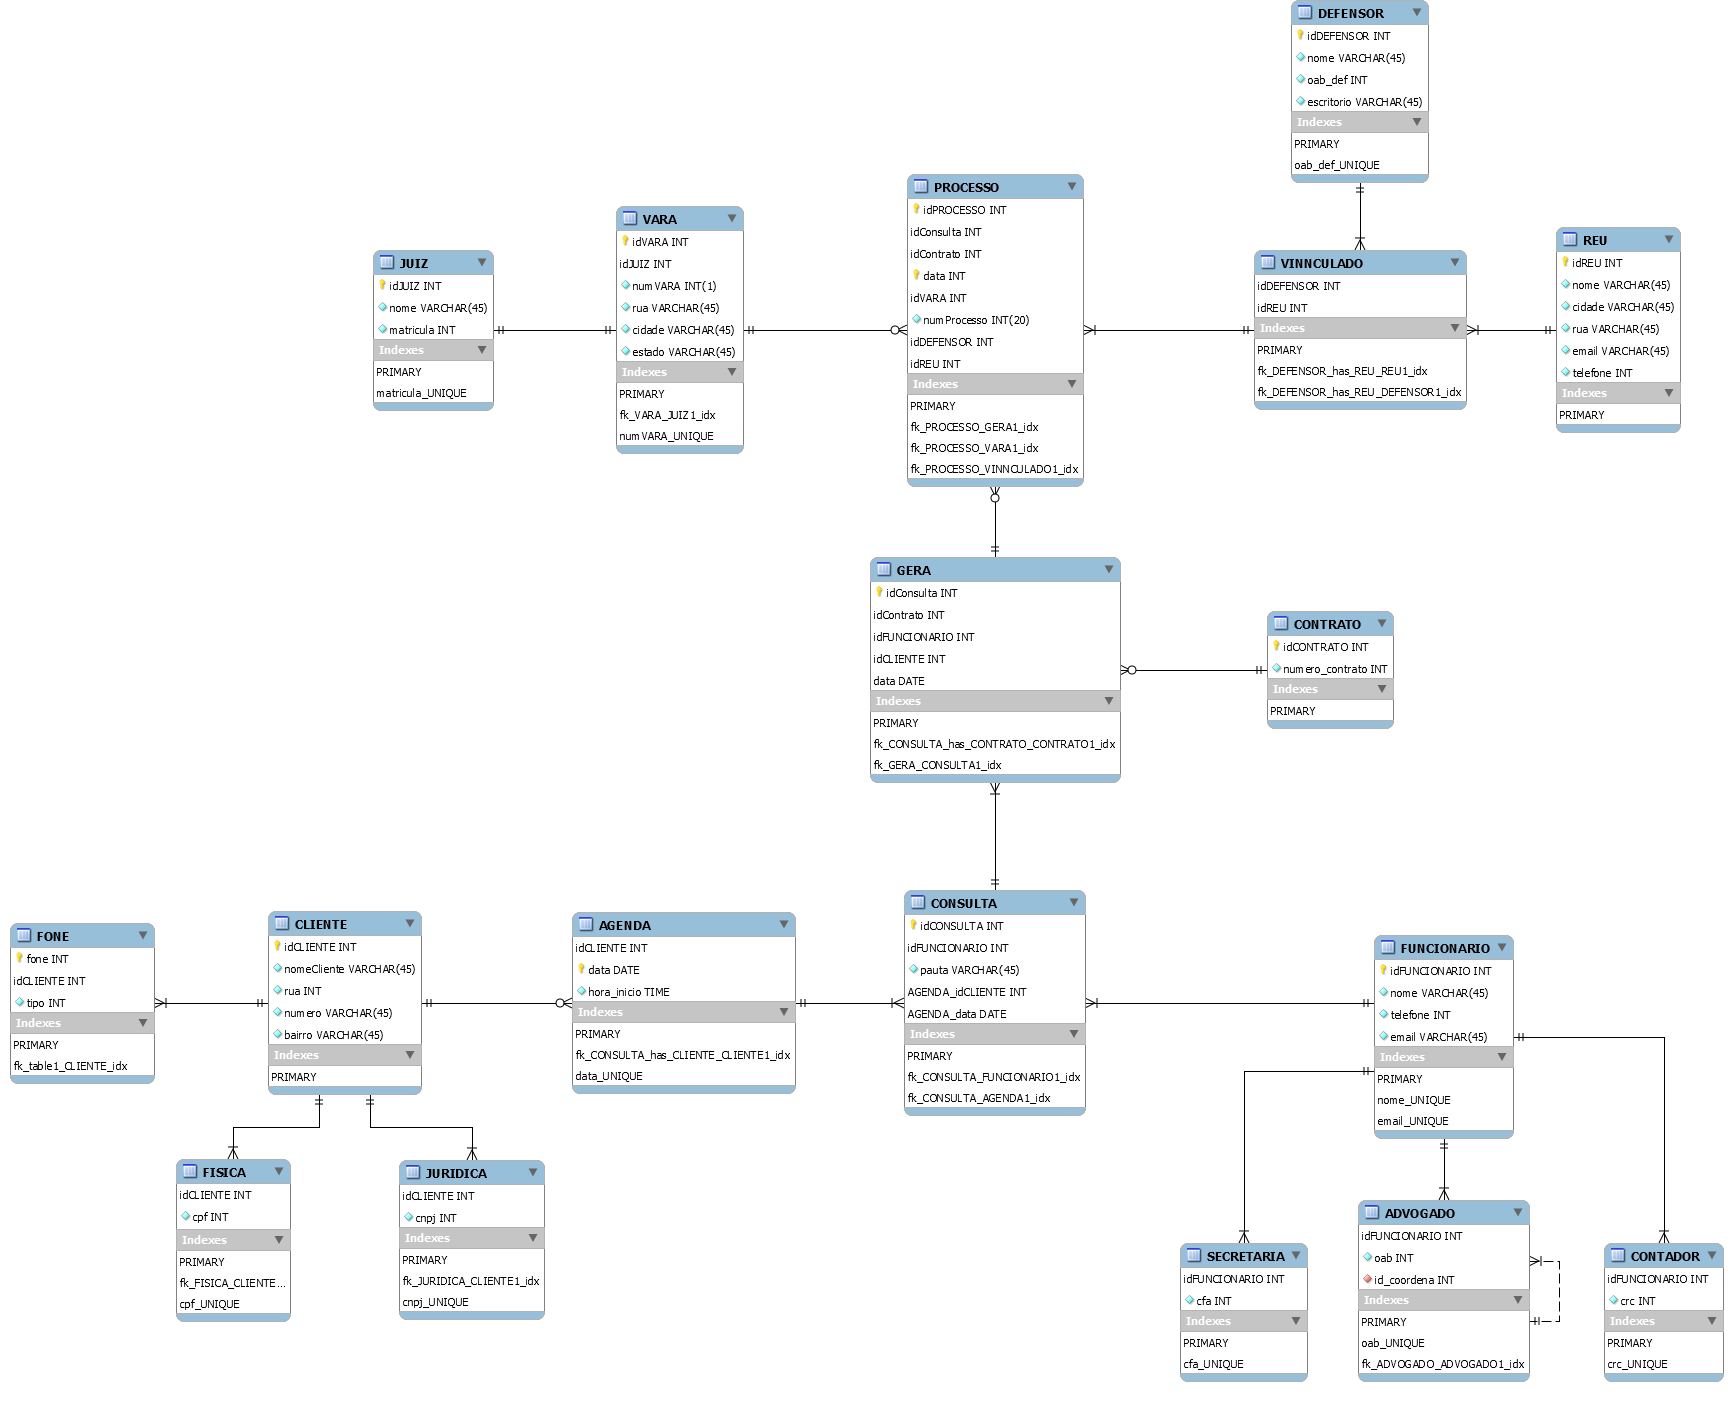 DEFENSOR
idDEFENSOR INT
nome VARCHAR(45)
oab_def INT
escritorio VARCHAR(45)
Indexes
PRIMARY
oab_def_UNIQUE
PROCESSO
idPROCESSO INT
idConsulta INT
idContrato INT
data INT
idVARA INT
numProcesso INT(20)
idDEFENSOR INT
idREU INT
Indexes
PRIMARY
fk_PROCESSO_GERA1_idx
fk_PROCESSO_VARA1_idx
fk_PROCESSO_VINNCULADO1_idx
VARA
idVARA INT
idJUIZ INT
numVARA INT(1)
rua VARCHAR(45)
cidade VARCHAR(45)
estado VARCHAR(45)
Indexes
PRIMARY
fk_VARA_JUIZ1_idx
numVARA_UNIQUE
JUIZ
idJUIZ INT
nome VARCHAR(45)
matricula INT
Indexes
PRIMARY
matricula_UNIQUE
VINNCULADO
idDEFENSOR INT
idREU INT
Indexes
PRIMARY
fk_DEFENSOR_has_REU_REU1_idx
fk_DEFENSOR_has_REU_DEFENSOR1_idx
REU
idREU INT
nome VARCHAR(45)
cidade VARCHAR(45)
rua VARCHAR(45)
email VARCHAR(45)
telefone INT
Indexes
PRIMARY
GERA
idConsulta INT
idContrato INT
idFUNCIONARIO INT
idCLIENTE INT
data DATE
Indexes
PRIMARY
fk_CONSULTA_has_CONTRATO_CONTRATO1_idx
fk_GERA_CONSULTA1_idx
CONTRATO
idCONTRATO INT
numero_contrato INT
Indexes
PRIMARY
FONE
fone INT
idCLIENTE INT
tipo INT
Indexes
PRIMARY
fk_table1_CLIENTE_idx
CLIENTE
idCLIENTE INT
nomeCliente VARCHAR(45)
rua INT
numero VARCHAR(45)
bairro VARCHAR(45)
Indexes
PRIMARY
AGENDA
idCLIENTE INT
data DATE
hora_inicio TIME
Indexes
PRIMARY
fk_CONSULTA_has_CLIENTE_CLIENTE1_idx
data_UNIQUE
CONSULTA
idCONSULTA INT
idFUNCIONARIO INT
pauta VARCHAR(45)
AGENDA_idCLIENTE INT
AGENDA_data DATE
Indexes
PRIMARY
fk_CONSULTA_FUNCIONARIO1_idx
fk_CONSULTA_AGENDA1_idx
FUNCIONARIO
idFUNCIONARIO INT
nome VARCHAR(45)
telefone INT
email VARCHAR(45)
Indexes
PRIMARY
nome_UNIQUE
email_UNIQUE
FISICA
idCLIENTE INT
cpf INT
Indexes
PRIMARY
fk_FISICA_CLIENTE...
cpf_UNIQUE
JURIDICA
idCLIENTE INT
cnpj INT
Indexes
PRIMARY
fk_JURIDICA_CLIENTE1_idx
cnpj_UNIQUE
SECRETARIA
idFUNCIONARIO INT
cfa INT
Indexes
PRIMARY
cfa_UNIQUE
ADVOGADO
idFUNCIONARIO INT
oab INT
id_coordena INT
Indexes
PRIMARY
oab_UNIQUE
fk_ADVOGADO_ADVOGADO1_idx
CONTADOR
idFUNCIONARIO INT
crc INT
Indexes
PRIMARY
crc_UNIQUE